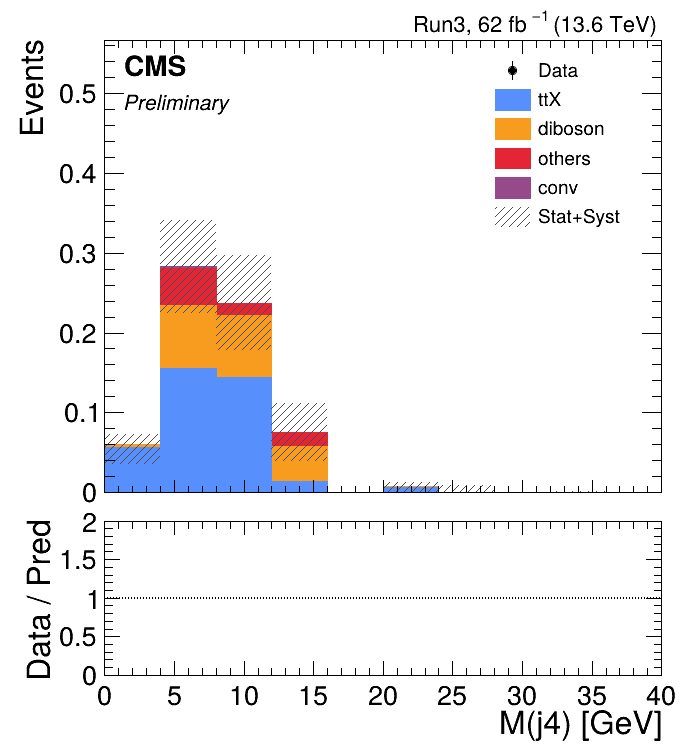 Run3, 62 fb⁻¹ (13.6 TeV)
CMS
Preliminary
Events
Data
ttX
diboson
others
conv
Stat+Syst
0.5
0.4
0.3
0.2
0.1
0
Data / Pred
2
1.5
1
0.5
0
0 5 10 15 20 25 30 35 40
M(j4) [GeV]